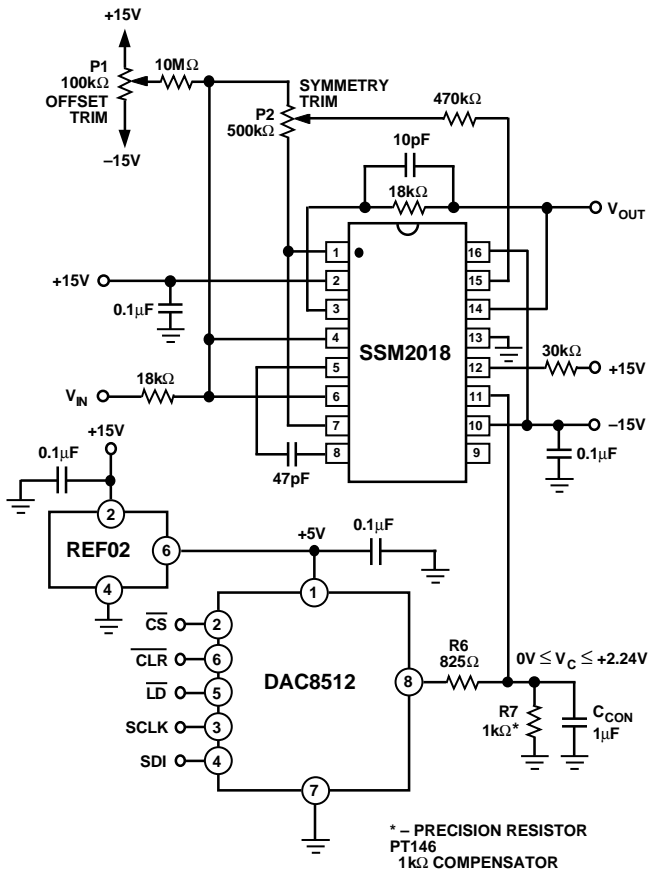 +15V
P1
100kΩ
OFFSET
TRIM
–15V
10MΩ
SYMMETRY
TRIM
P2
500kΩ
470kΩ
10pF
18kΩ
V_OUT
+15V
0.1μF
1
2
3
4
5
6
7
8
SSM2018
16
15
14
13
12
11
10
9
30kΩ
+15V
–15V
0.1μF
V_IN
18kΩ
47pF
+15V
0.1μF
2
REF02
6
4
+5V
0.1μF
1
CS
2
CLR
6
LD
5
SCLK
3
SDI
4
DAC8512
8
7
R6
825Ω
0V ≤ V_C ≤ +2.24V
R7
1kΩ*
C_CON
1μF
* – PRECISION RESISTOR
PT146
1kΩ COMPENSATOR